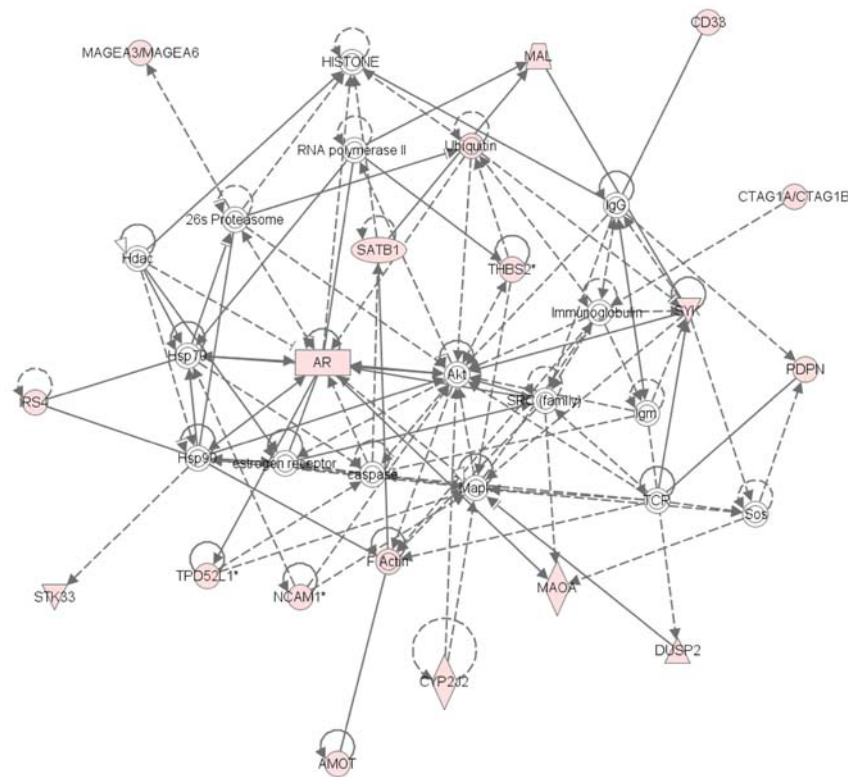 CD33
MAGEA3/MAGEA6
MAL
HISTONE
RNA polymerase II
Ubiquitin
CTAG1A/CTAG1B
IgG
26s Proteasome
SATB1
Hdac
THBS2*
Immunoglobulin
SYK
Hsp70
AR
Akt
PDPN
IRS4
SRC (family)
Igm
Hsp90
estrogen receptor
caspase
Mapk
TCR
Sos
F Actin
TPD52L1*
MAOA
STK33
NCAM1*
DUSP2
CYP2J2
AMOT